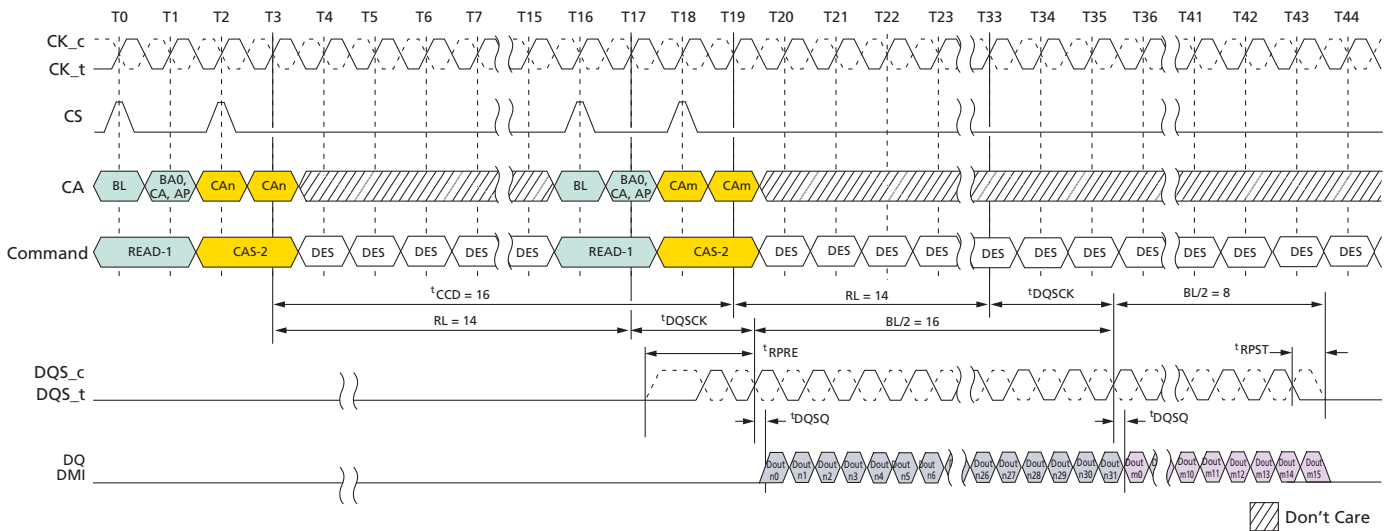 T0 T1 T2 T3 T4 T5 T6 T7 T15 T16 T17 T18 T19 T20 T21 T22 T23 T33 T34 T35 T36 T41 T42 T43 T44
CK_c
CK_t
CS
CA BL BA0, CA, AP CAn CAn BL BA0, CA, AP CAm CAm
Command READ-1 CAS-2 DES DES DES DES DES READ-1 CAS-2 DES DES DES DES DES DES DES DES DES DES DES DES
tCCD = 16 RL = 14 tDQSCK BL/2 = 8
RL = 14 tDQSCK BL/2 = 16
tRPRE tRPST
DQS_c
DQS_t
tDQSQ tDQSQ
DQ
DMI
Dout n0 Dout n1 Dout n2 Dout n3 Dout n4 Dout n5 Dout n6 Dout n26 Dout n27 Dout n28 Dout n29 Dout n30 Dout n31 Dout m0 Dout m10 Dout m11 Dout m12 Dout m13 Dout m14 Dout m15
Don't Care